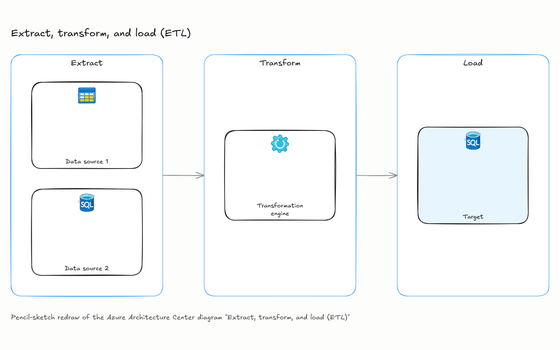 Extract, transform, and load (ETL)
Extract
Data source 1
SQL
Data source 2
Transform
Transformation
engine
Load
SQL
Target
Pencil-sketch redraw of the Azure Architecture Center diagram "Extract, transform, and load (ETL)"